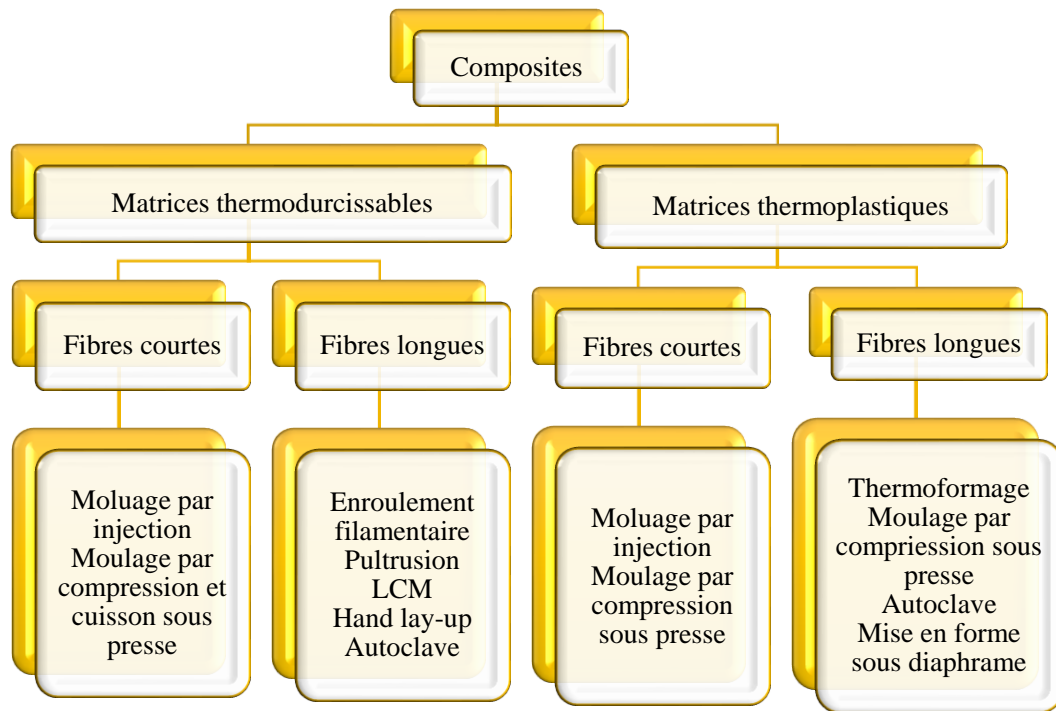 Composites
Matrices thermodurcissables
Matrices thermoplastiques
Fibres courtes
Fibres longues
Fibres courtes
Fibres longues
Moluage par
injection
Moulage par
compression et
cuisson sous
presse
Enroulement
filamentaire
Pultrusion
LCM
Hand lay-up
Autoclave
Moluage par
injection
Moulage par
compression
sous presse
Thermoformage
Moulage par
compriession sous
presse
Autoclave
Mise en forme
sous diaphrame